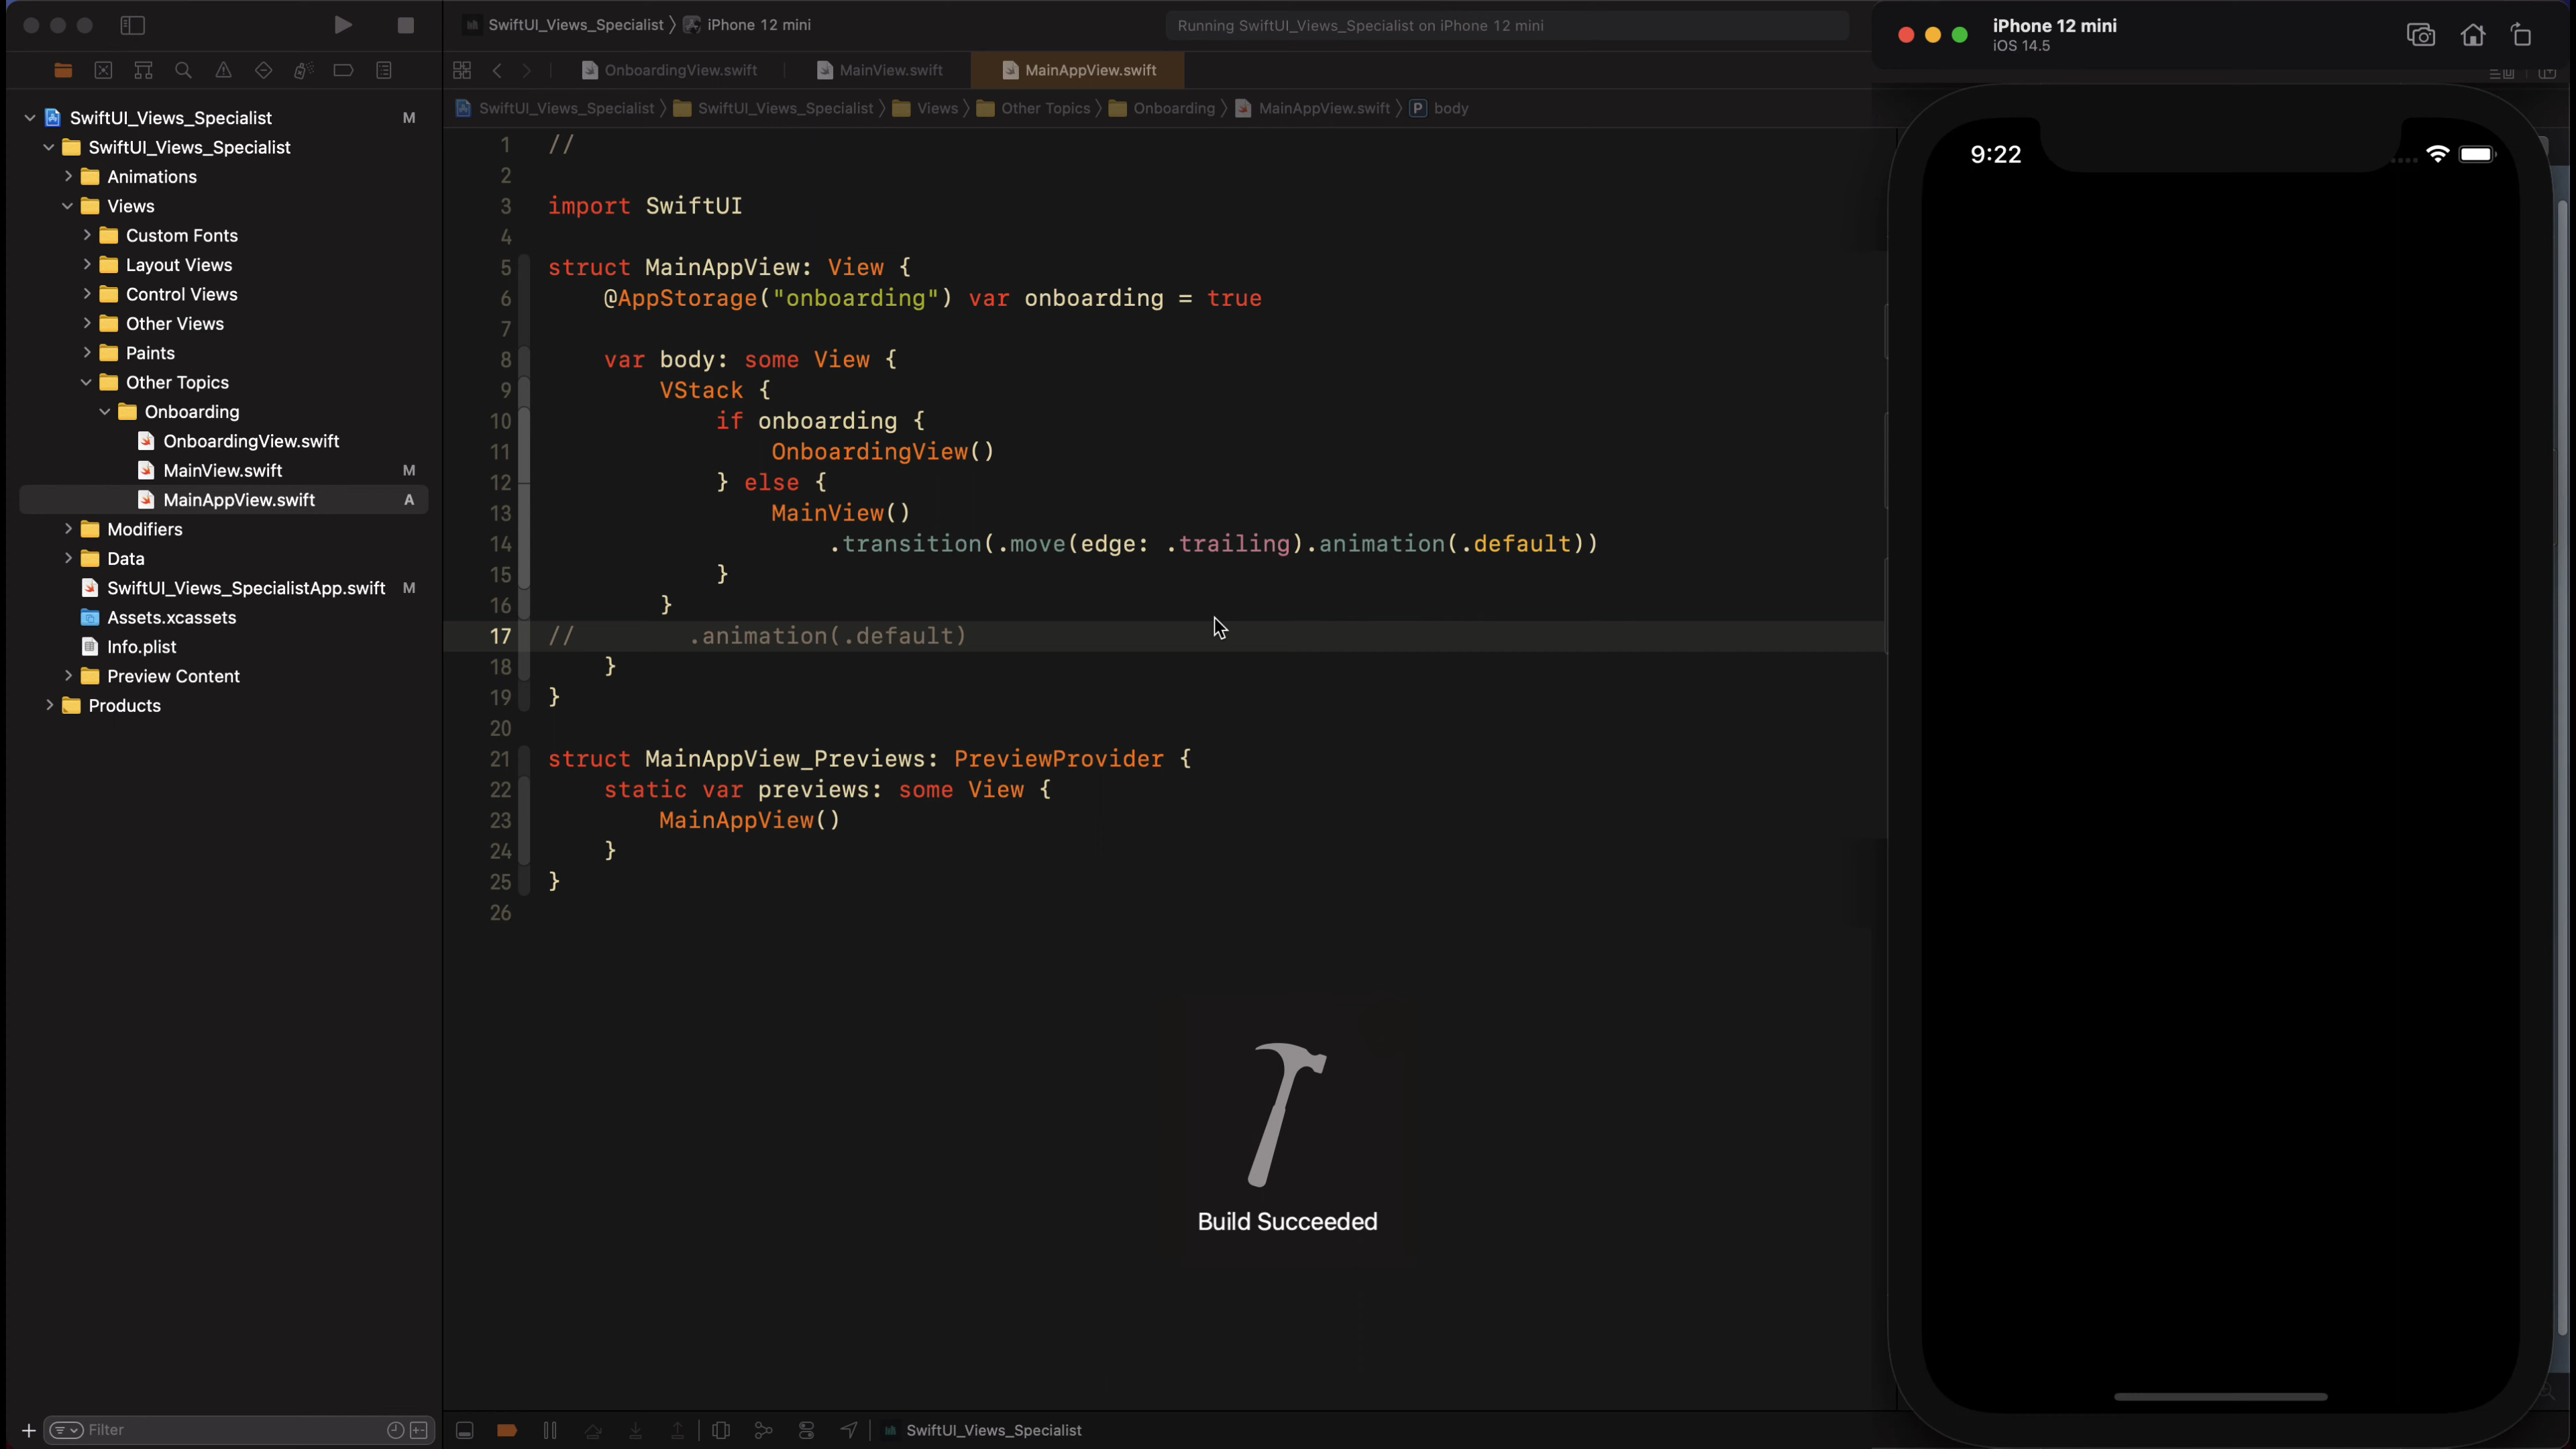 SwiftUI_Views_Specialist
iPhone 12 mini
Running SwiftUI_Views_Specialist on iPhone 12 mini
iPhone 12 mini
iOS 14.5
OnboardingView.swift
MainView.swift
MainAppView.swift
SwiftUI_Views_Specialist
SwiftUI_Views_Specialist
Views
Other Topics
Onboarding
MainAppView.swift
P
body
SwiftUI_Views_Specialist M
SwiftUI_Views_Specialist
Animations
Views
Custom Fonts
Layout Views
Control Views
Other Views
Paints
Other Topics
Onboarding
OnboardingView.swift
MainView.swift M
MainAppView.swift A
Modifiers
Data
SwiftUI_Views_SpecialistApp.swift M
Assets.xcassets
Info.plist
Preview Content
Products
1 //
2
3 import SwiftUI
4
5 struct MainAppView: View {
6 @AppStorage("onboarding") var onboarding = true
7
8 var body: some View {
9 VStack {
10 if onboarding {
11 OnboardingView()
12 } else {
13 MainView()
14 .transition(.move(edge: .trailing).animation(.default))
15 }
16 }
17 // .animation(.default)
18 }
19 }
20
21 struct MainAppView_Previews: PreviewProvider {
22 static var previews: some View {
23 MainAppView()
24 }
25 }
26
9:22
Build Succeeded
Filter
SwiftUI_Views_Specialist